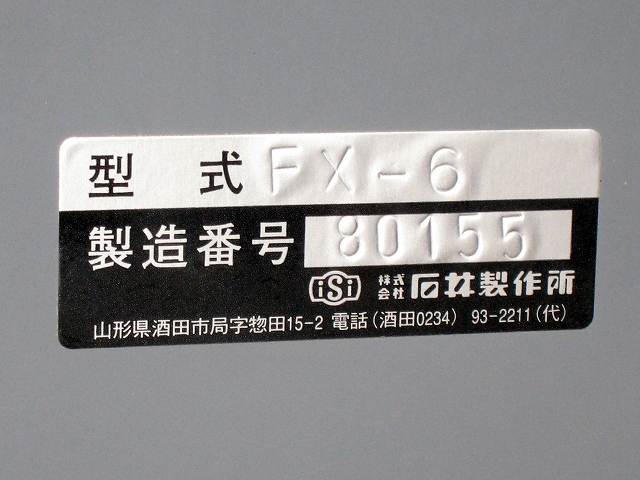 型 式 FX-6
製造番号 80155
iSi 株式会社 石井製作所
山形県酒田市局字惣田15-2 電話(酒田0234) 93-2211(代)